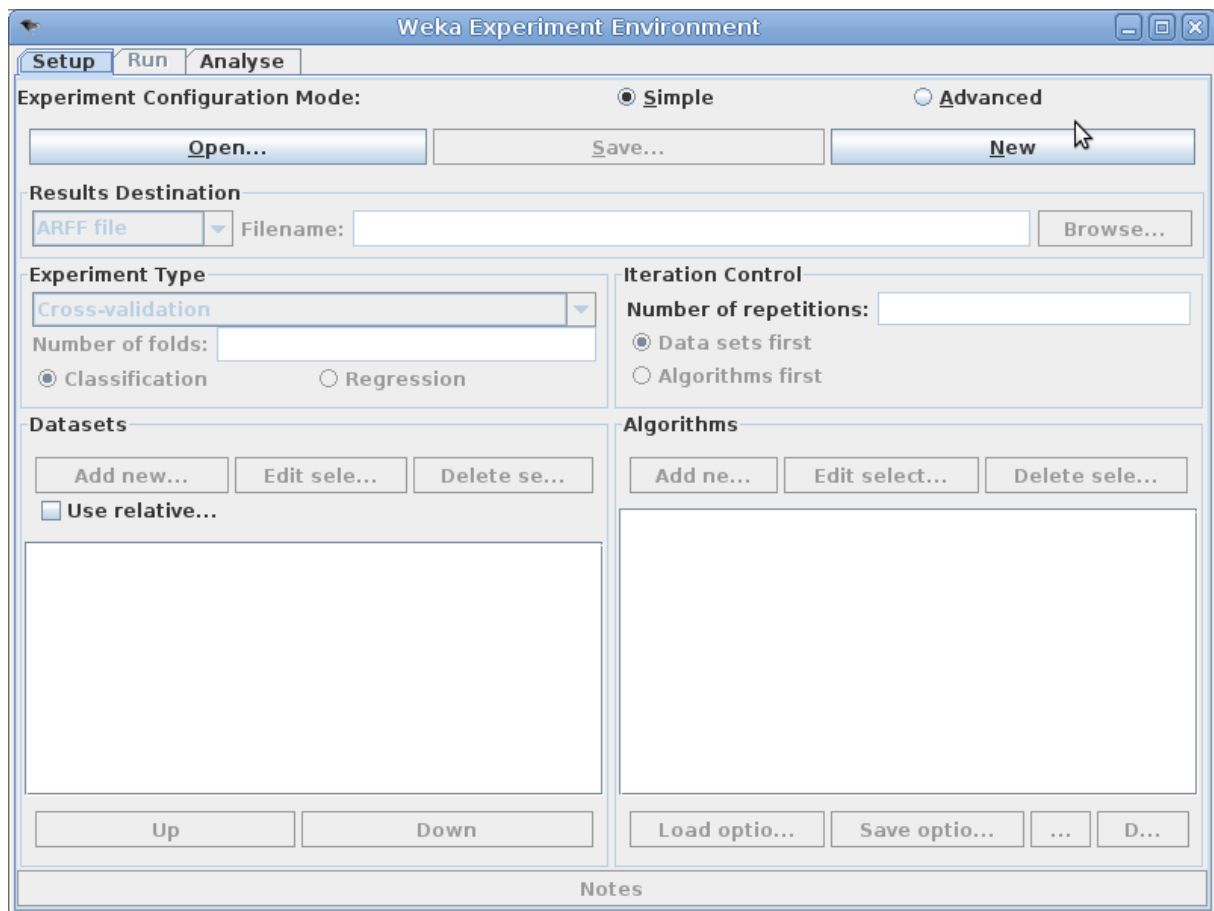 Weka Experiment Environment
Setup Run Analyse
Experiment Configuration Mode: Simple Advanced
Open... Save... New
Results Destination
ARFF file Filename: Browse...
Experiment Type Iteration Control
Cross-validation Number of repetitions:
Number of folds: Data sets first
Classification Regression Algorithms first
Datasets Algorithms
Add new... Edit sele... Delete se... Add ne... Edit select... Delete sele...
Use relative...
Up Down Load optio... Save optio... ... D...
Notes